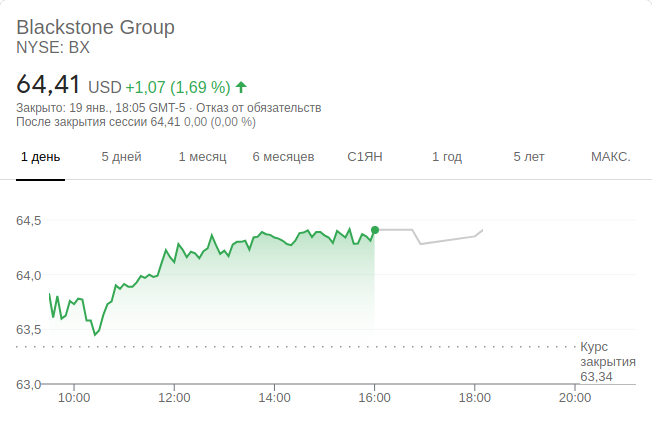 Blackstone Group
NYSE: BX
64,41 USD +1,07 (1,69 %)
Закрыто: 19 янв., 18:05 GMT-5 · Отказ от обязательств
После закрытия сессии 64,41 0,00 (0,00 %)
1 день 5 дней 1 месяц 6 месяцев С1ЯН 1 год 5 лет МАКС.
64,5
64,0
63,5
Курс
закрытия
63,34
63,0
10:00 12:00 14:00 16:00 18:00 20:00